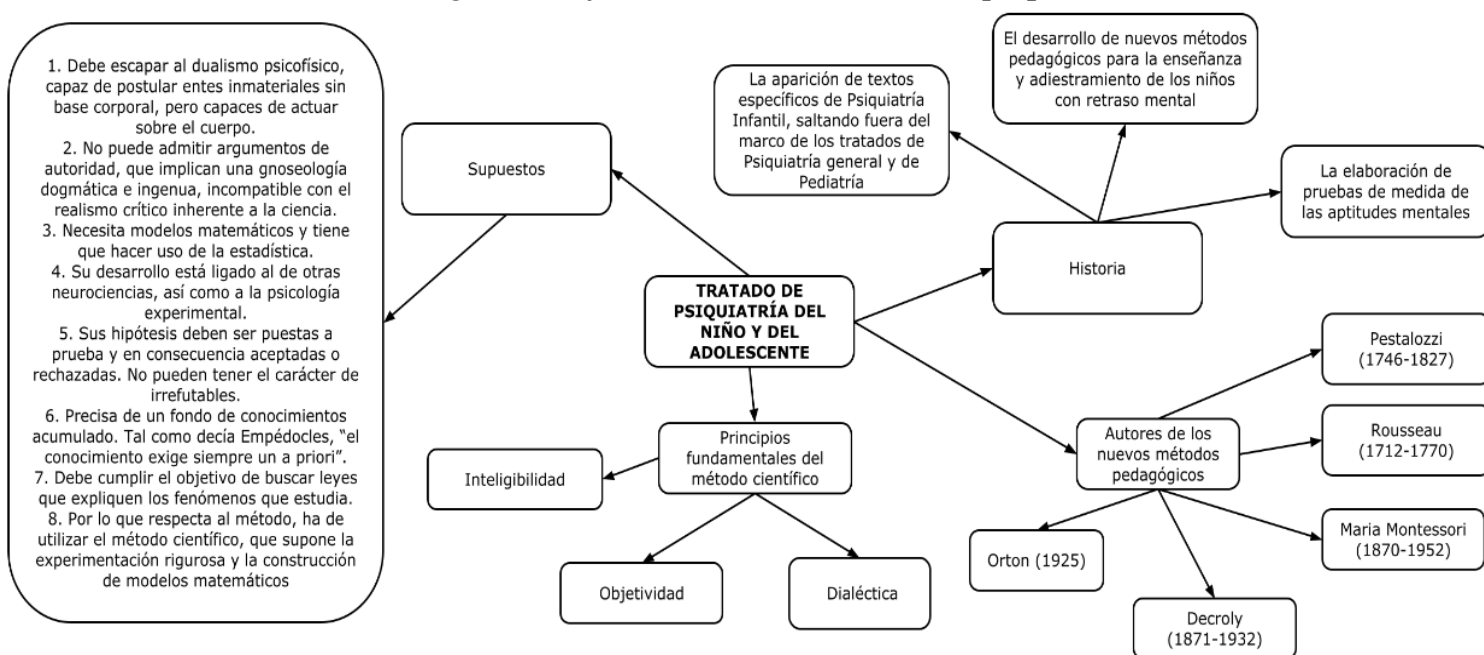 1. Debe escapar al dualismo psicofísico,
capaz de postular entes inmateriales sin
base corporal, pero capaces de actuar
sobre el cuerpo.
2. No puede admitir argumentos de
autoridad, que implican una gnoseología
dogmática e ingenua, incompatible con el
realismo crítico inherente a la ciencia.
3. Necesita modelos matemáticos y tiene
que hacer uso de la estadística.
4. Su desarrollo está ligado al de otras
neurociencias, así como a la psicología
experimental.
5. Sus hipótesis deben ser puestas a
prueba y en consecuencia aceptadas o
rechazadas. No pueden tener el carácter de
irrefutables.
6. Precisa de un fondo de conocimientos
acumulado. Tal como decía Empédocles, “el
conocimiento exige siempre un a priori”.
7. Debe cumplir el objetivo de buscar leyes
que expliquen los fenómenos que estudia.
8. Por lo que respecta al método, ha de
utilizar el método científico, que supone la
experimentación rigurosa y la construcción
de modelos matemáticos
Supuestos
La aparición de textos
específicos de Psiquiatría
Infantil, saltando fuera del
marco de los tratados de
Psiquiatría general y de
Pediatría
El desarrollo de nuevos métodos
pedagógicos para la enseñanza
y adiestramiento de los niños
con retraso mental
La elaboración de
pruebas de medida de
las aptitudes mentales
Historia
TRATADO DE
PSIQUIATRÍA DEL
NIÑO Y DEL
ADOLESCENTE
Principios
fundamentales del
método científico
Inteligibilidad
Objetividad
Dialéctica
Autores de los
nuevos métodos
pedagógicos
Pestalozzi
(1746-1827)
Rousseau
(1712-1770)
Maria Montessori
(1870-1952)
Orton (1925)
Decroly
(1871-1932)